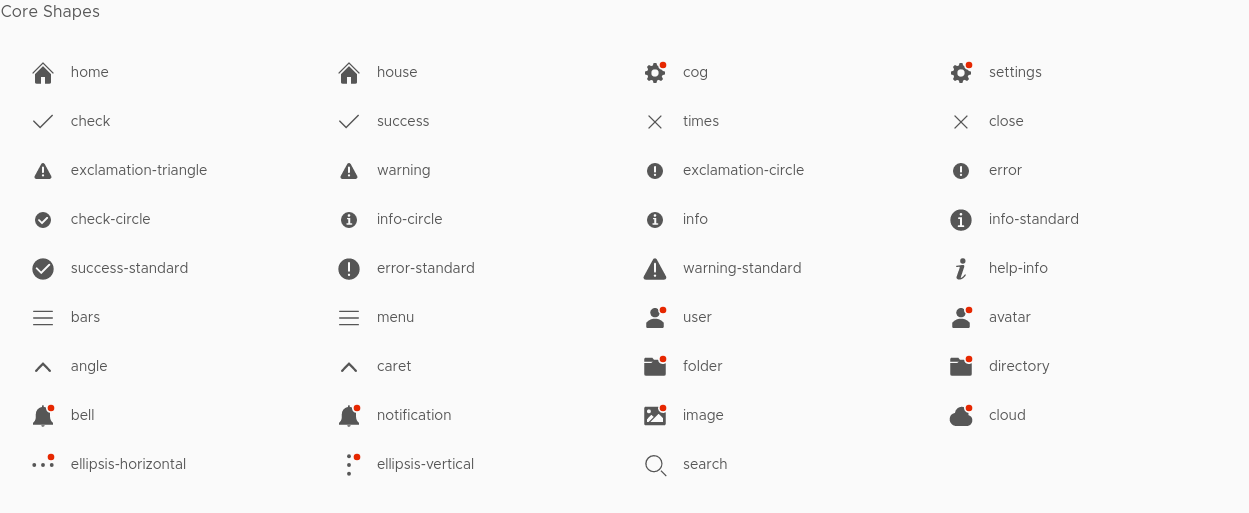 Core Shapes
home house cog settings
check success times close
exclamation-triangle warning exclamation-circle error
check-circle info-circle info info-standard
success-standard error-standard warning-standard help-info
bars menu user avatar
angle caret folder directory
bell notification image cloud
ellipsis-horizontal ellipsis-vertical search